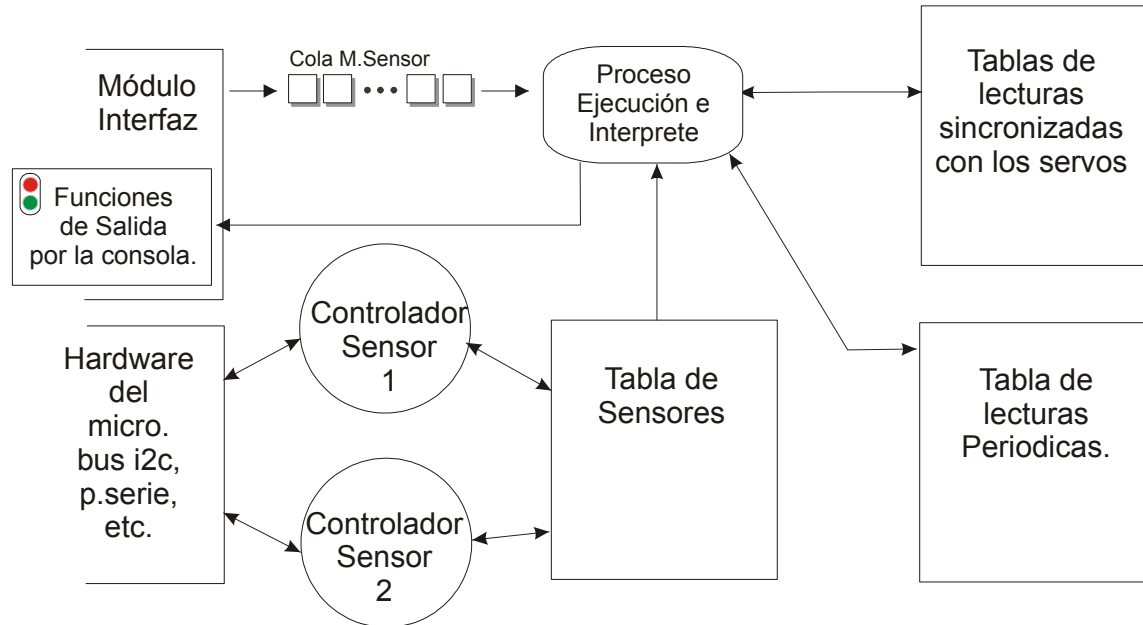 Cola M.Sensor
Módulo
Interfaz
Proceso
Ejecución e
Interprete
Tablas de
lecturas
sincronizadas
con los servos
Funciones
de Salida
por la consola.
Controlador
Sensor
1
Hardware
del
micro.
bus i2c,
p.serie,
etc.
Tabla de
Sensores
Tabla de
lecturas
Periodicas.
Controlador
Sensor
2